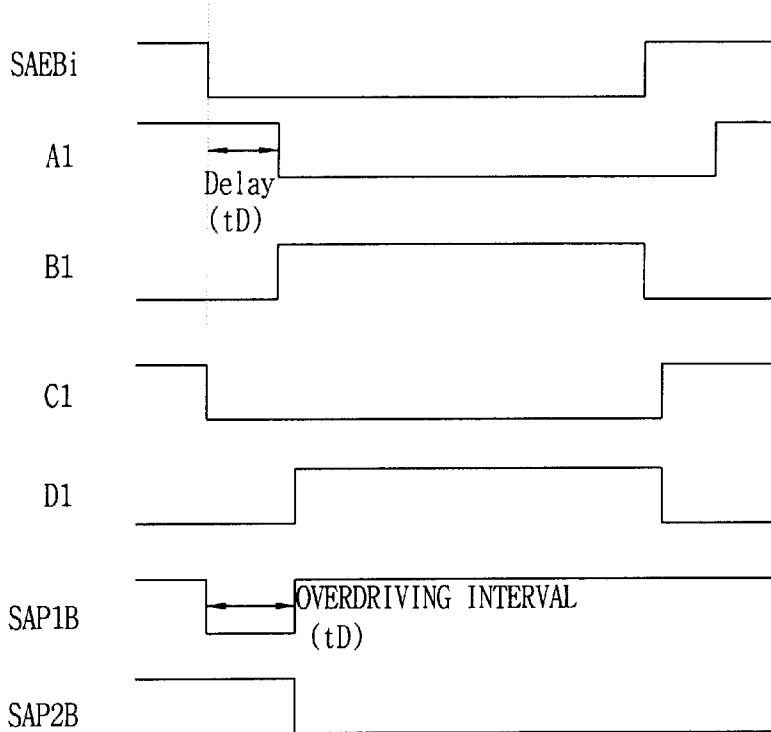 SAEBi
A1
Delay
(tD)
B1
C1
D1
SAP1B
OVERDRIVING INTERVAL
(tD)
SAP2B